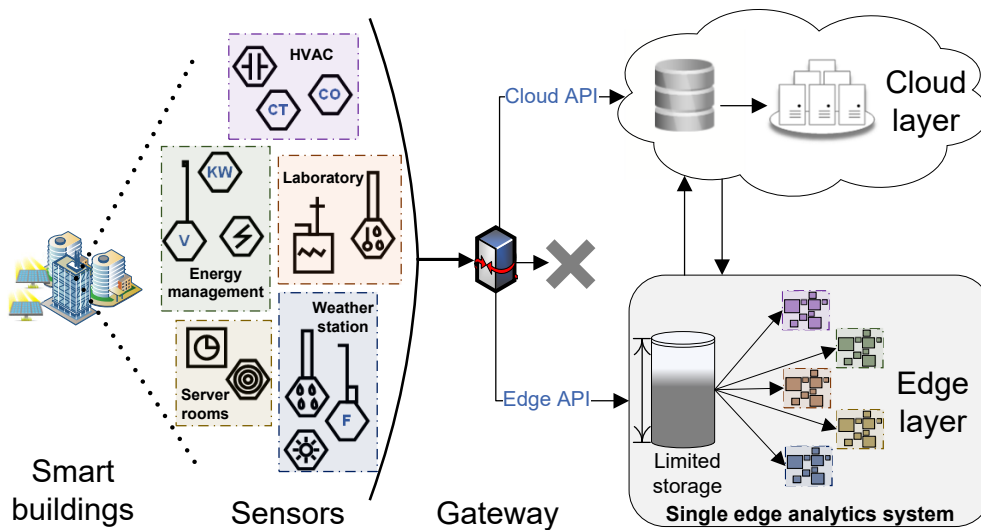 HVAC
CO
CT
KW
V
Energy
management
Laboratory
Weather
station
F
Server
rooms
Smart
buildings
Sensors
Gateway
Cloud API
Edge API
Cloud
layer
Edge
layer
Limited
storage
Single edge analytics system